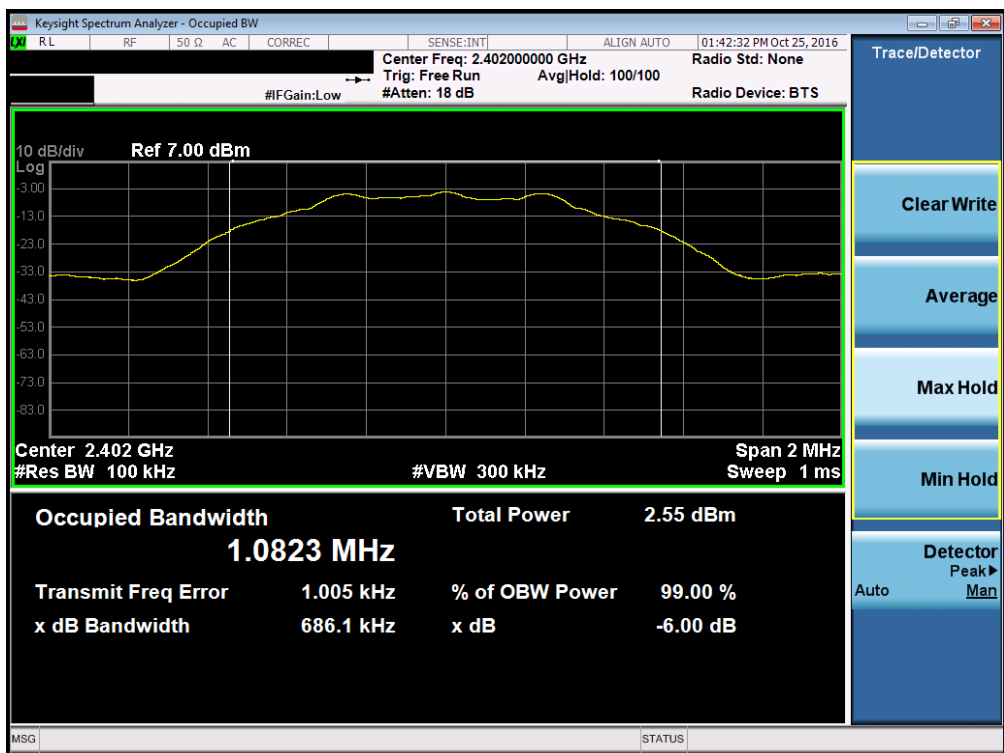 Keysight Spectrum Analyzer - Occupied BW
LXI RL RF 50 Ω AC CORREC SENSE:INT ALIGN AUTO 01:42:32 PM Oct 25, 2016
Center Freq: 2.402000000 GHz Radio Std: None
Trig: Free Run Avg|Hold: 100/100
#IFGain:Low #Atten: 18 dB Radio Device: BTS
Trace/Detector
10 dB/div Ref 7.00 dBm
Log
-3.00
-13.0
-23.0
-33.0
-43.0
-53.0
-63.0
-73.0
-83.0
Center 2.402 GHz Span 2 MHz
#Res BW 100 kHz #VBW 300 kHz Sweep 1 ms
Clear Write
Average
Max Hold
Min Hold
Detector
Peak▶
Auto Man
Occupied Bandwidth Total Power 2.55 dBm
1.0823 MHz
Transmit Freq Error 1.005 kHz % of OBW Power 99.00 %
x dB Bandwidth 686.1 kHz x dB -6.00 dB
MSG STATUS